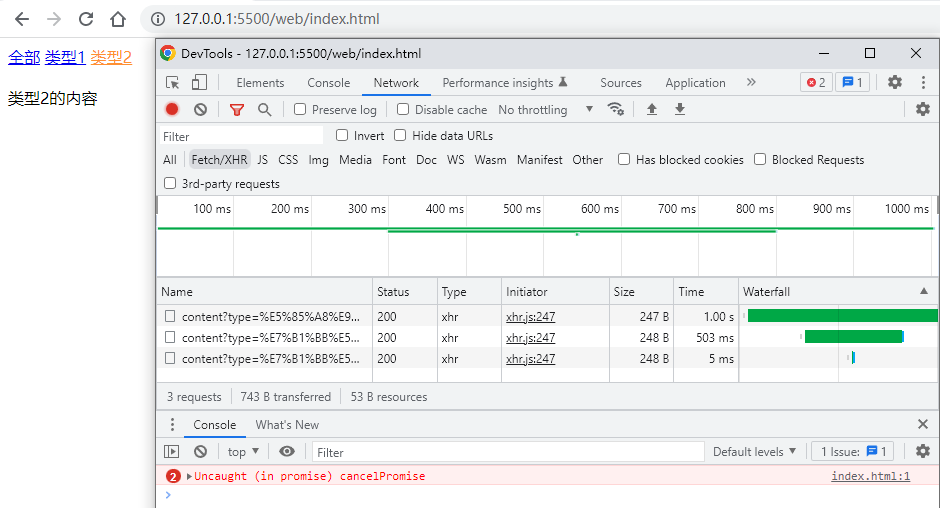 127.0.0.1:5500/web/index.html
全部 类型1 类型2
类型2的内容
DevTools - 127.0.0.1:5500/web/index.html
Elements Console Network Performance insights Sources Application » 2 1
Preserve log Disable cache No throttling
Filter Invert Hide data URLs
All Fetch/XHR JS CSS Img Media Font Doc WS Wasm Manifest Other Has blocked cookies Blocked Requests
3rd-party requests
100 ms 200 ms 300 ms 400 ms 500 ms 600 ms 700 ms 800 ms 900 ms 1000 ms
Name Status Type Initiator Size Time Waterfall
content?type=%E5%85%A8%E9... 200 xhr xhr.js:247 247 B 1.00 s
content?type=%E7%B1%BB%E5... 200 xhr xhr.js:247 248 B 503 ms
content?type=%E7%B1%BB%E5... 200 xhr xhr.js:247 248 B 5 ms
3 requests 743 B transferred 53 B resources
Console What's New
top Filter Default levels 1 Issue: 1
2 Uncaught (in promise) cancelPromise index.html:1